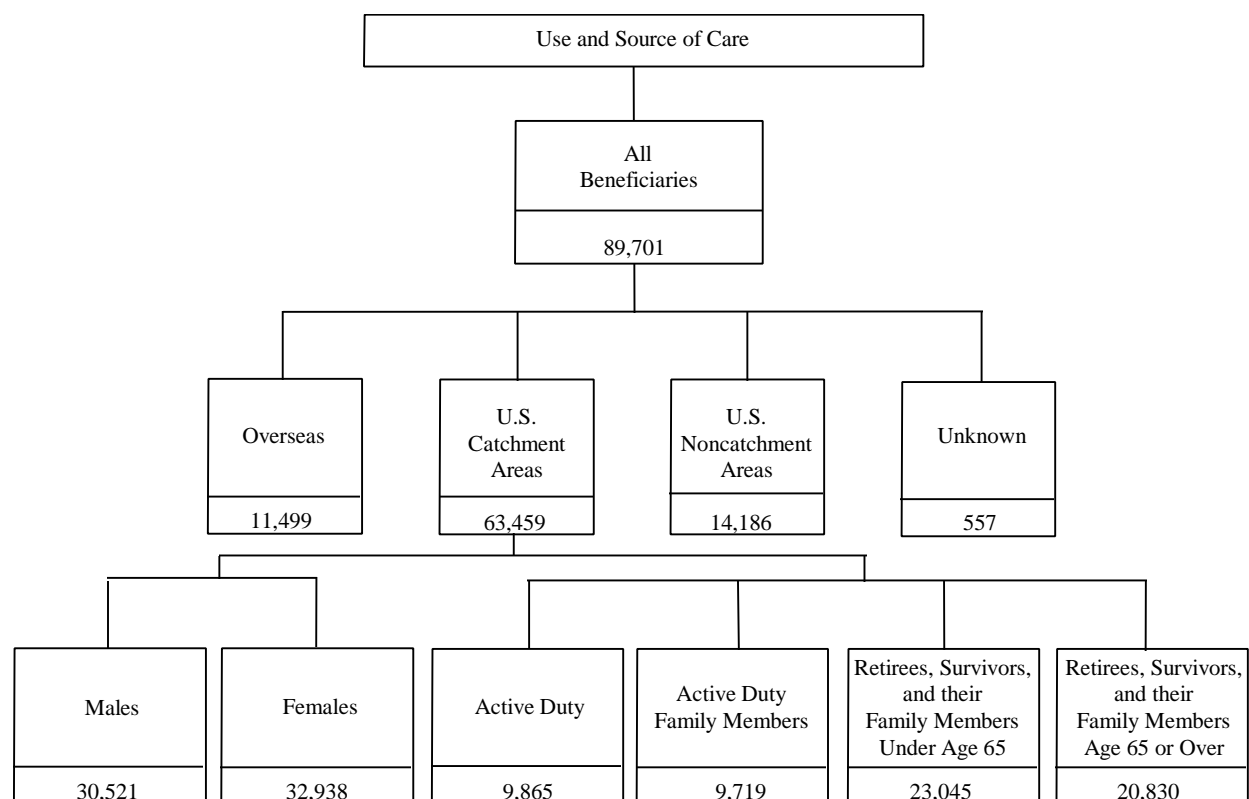 Use and Source of Care
All
Beneficiaries
89,701
Overseas
11,499
U.S.
Catchment
Areas
63,459
U.S.
Noncatchment
Areas
14,186
Unknown
557
Males
30,521
Females
32,938
Active Duty
9,865
Active Duty
Family Members
9,719
Retirees, Survivors,
and their
Family Members
Under Age 65
23,045
Retirees, Survivors,
and their
Family Members
Age 65 or Over
20,830